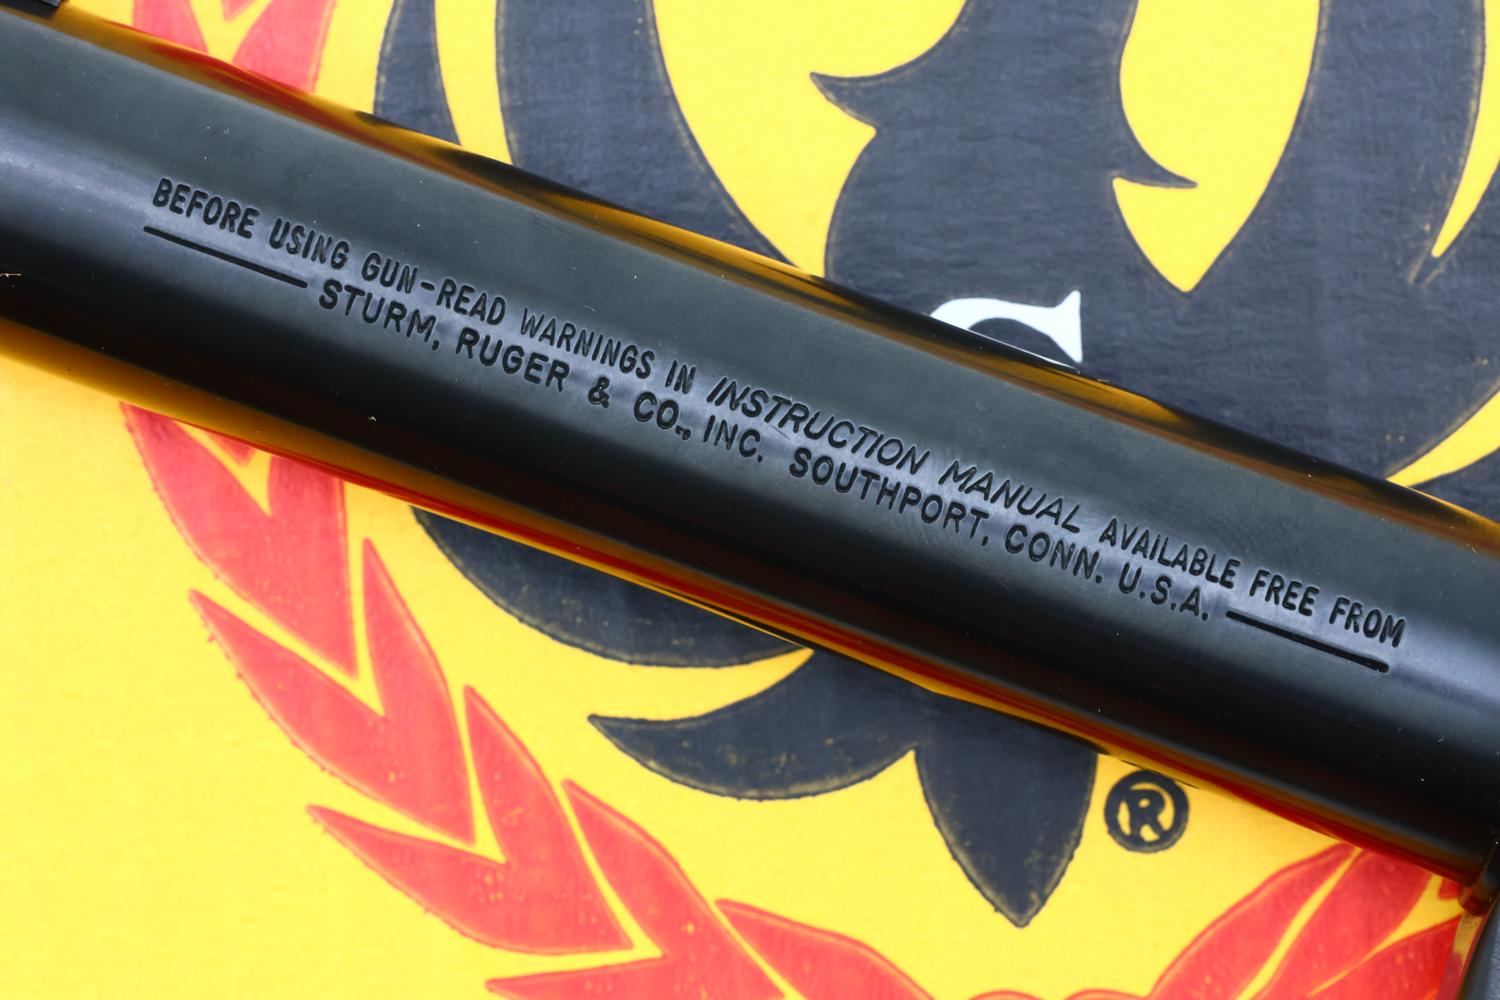 BEFORE USING GUN-READ WARNINGS IN INSTRUCTION MANUAL AVAILABLE FREE FROM
STURM, RUGER & CO., INC. SOUTHPORT, CONN. U.S.A.
®